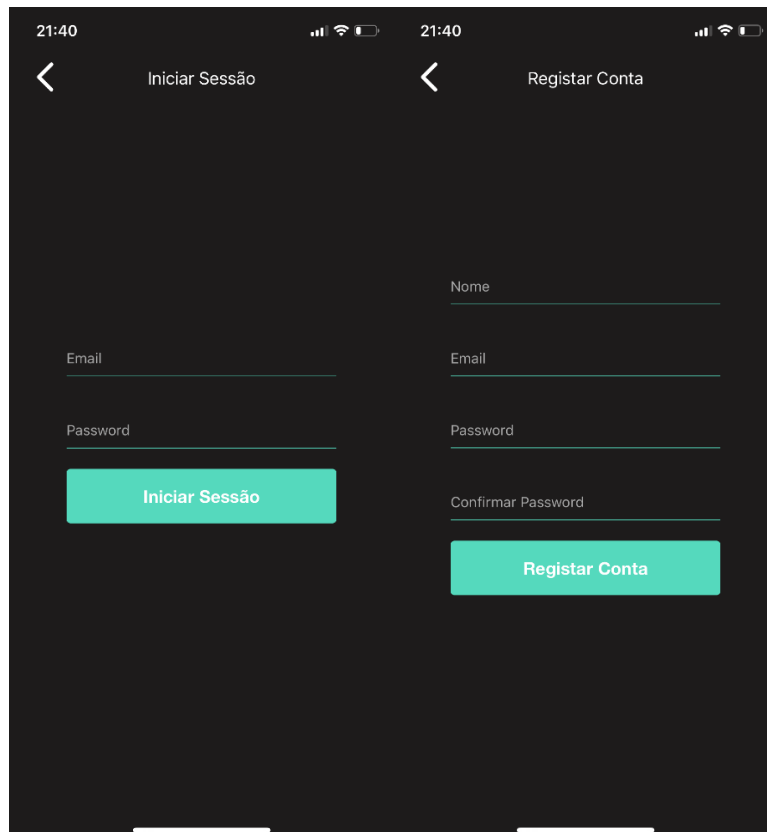 21:40
Iniciar Sessão
Email
Password
Iniciar Sessão
21:40
Registar Conta
Nome
Email
Password
Confirmar Password
Registar Conta